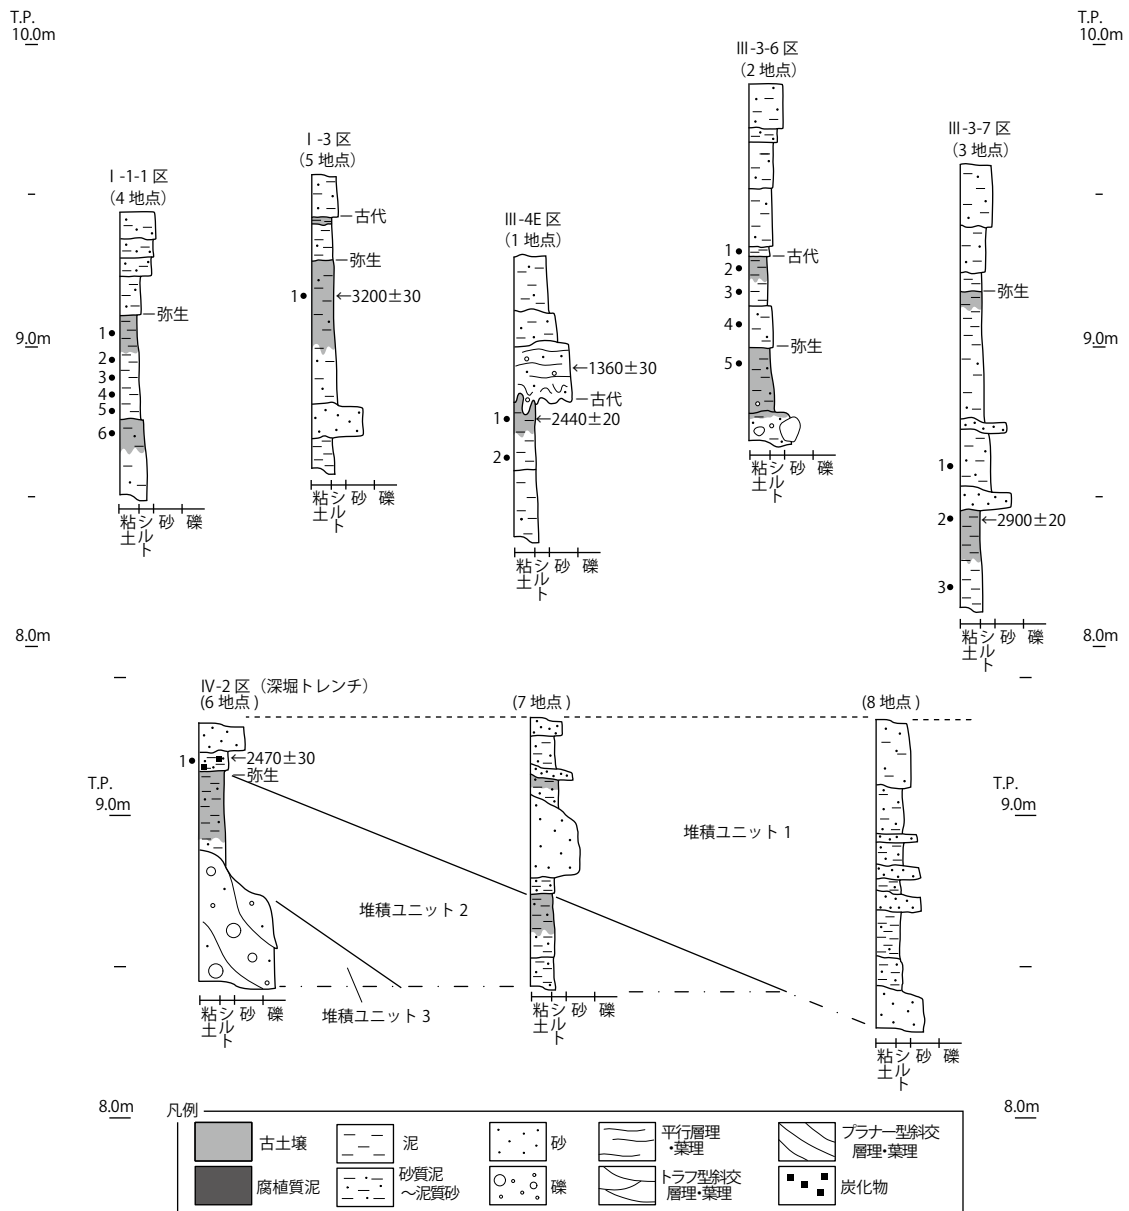 T.P.
10.0m
T.P.
10.0m
Ⅲ-3-6 区
（2 地点）
Ⅲ-3-7 区
（3 地点）
Ⅰ-3 区
（5 地点）
Ⅰ-1-1 区
（4 地点）
Ⅲ-4E 区
（1 地点）
古代
弥生
1
←3200±30
弥生
1
2
3
4
5
6
←1360±30
古代
1
←2440±20
2
1
古代
2
3
4
弥生
5
弥生
1
2
←2900±20
3
9.0m
9.0m
粘土
シルト
砂
礫
粘土
シルト
砂
礫
粘土
シルト
砂
礫
粘土
シルト
砂
礫
粘土
シルト
砂
礫
8.0m
8.0m
Ⅳ-2 区（深堀トレンチ）
(6 地点 )
(7 地点 )
(8 地点 )
1
←2470±30
弥生
T.P.
9.0m
T.P.
9.0m
堆積ユニット 1
堆積ユニット 2
堆積ユニット 3
粘土
シルト
砂
礫
粘土
シルト
砂
礫
粘土
シルト
砂
礫
8.0m
8.0m
凡例
古土壌
泥
砂
平行層理
・葉理
プラナー型斜交
層理・葉理
腐植質泥
砂質泥
～泥質砂
礫
トラフ型斜交
層理・葉理
炭化物